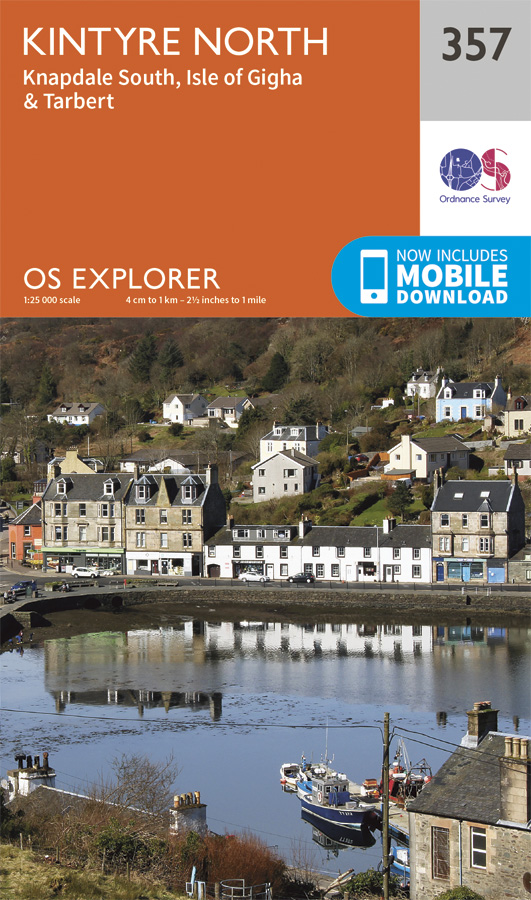 KINTYRE NORTH
Knapdale South, Isle of Gigha
& Tarbert
357
OS
Ordnance Survey
OS EXPLORER
1:25 000 scale 4 cm to 1 km – 2½ inches to 1 mile
NOW INCLUDES
MOBILE
DOWNLOAD